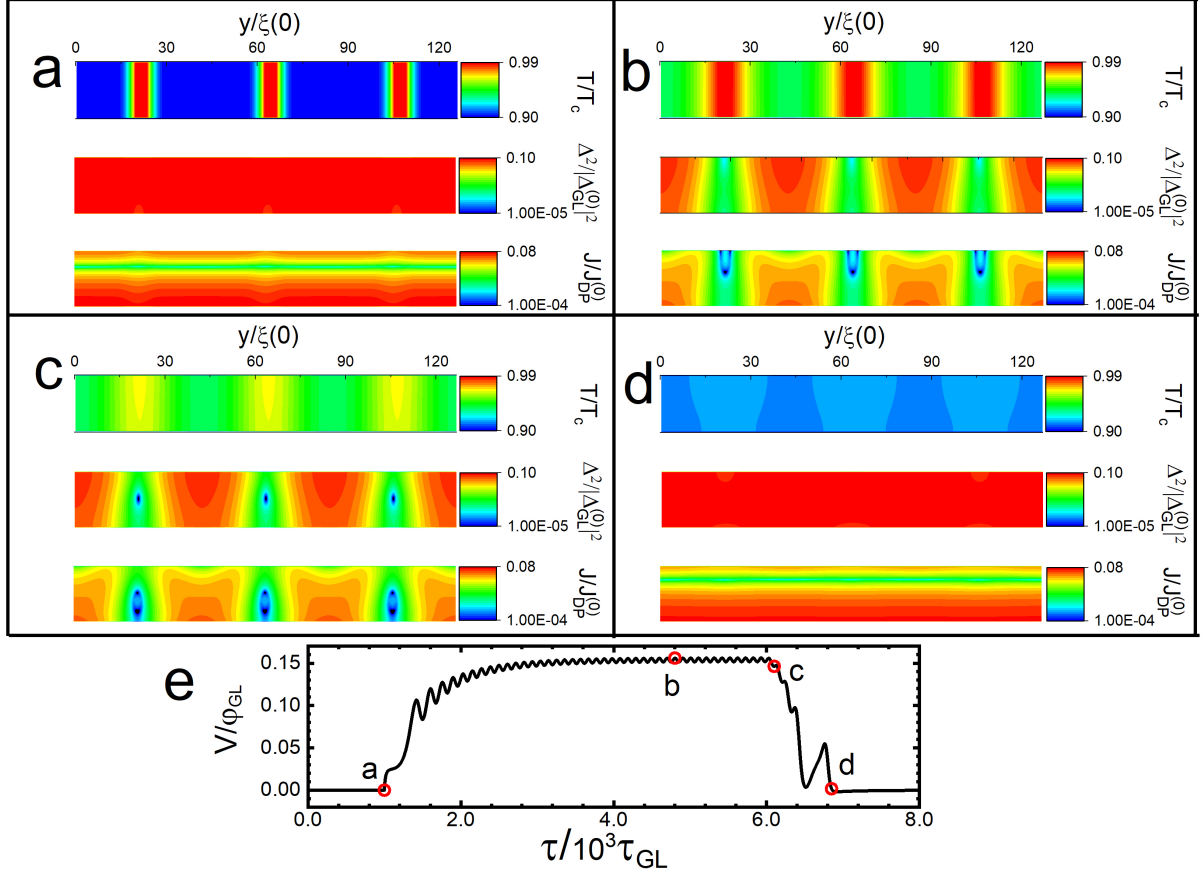 a
y/ξ(0)
0 30 60 90 120
0.99
0.90
T/T_c
0.10
1.00E-05
Δ²/|Δ_GL^(0)|²
0.08
1.00E-04
J/J_DP^(0)
b
y/ξ(0)
0 30 60 90 120
0.99
0.90
T/T_c
0.10
1.00E-05
Δ²/|Δ_GL^(0)|²
0.08
1.00E-04
J/J_DP^(0)
c
y/ξ(0)
0 30 60 90 120
0.99
0.90
T/T_c
0.10
1.00E-05
Δ²/|Δ_GL^(0)|²
0.08
1.00E-04
J/J_DP^(0)
d
y/ξ(0)
0 30 60 90 120
0.99
0.90
T/T_c
0.10
1.00E-05
Δ²/|Δ_GL^(0)|²
0.08
1.00E-04
J/J_DP^(0)
e
V/φ_GL
0.15
0.10
0.05
0.00
a
b
c
d
0.0 2.0 4.0 6.0 8.0
τ/10³τ_GL